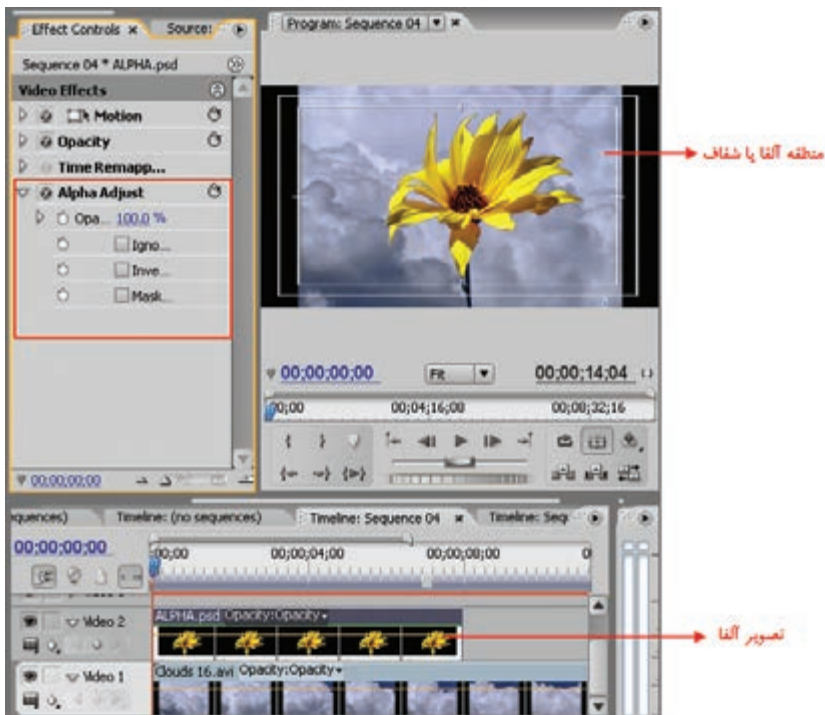 Effect Controls × Source:
Program: Sequence 04
Sequence 04 * ALPHA.psd
Video Effects
Motion
Opacity
Time Remapp...
Alpha Adjust
Opa... 100.0 %
Igno...
Inve...
Mask...
منطقه آلفا یا شفاف
00;00;00;00 Fit 00;00;14;04
00;00 00;04;16;00 00;08;32;16
00;00;00;00
quences) Timeline: (no sequences) Timeline: Sequence 04 × Timeline: Seq
00;00;00;00 00;00 00;00;04;00 00;00;08;00 0
Video 2 ALPHA.psd Opacity:Opacity
تصویر آلفا
Video 1 Clouds 16.avi Opacity:Opacity